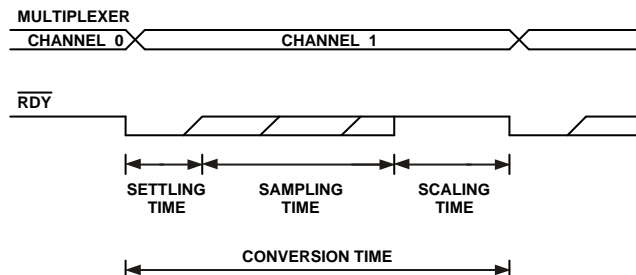 MULTIPLEXER
CHANNEL 0 CHANNEL 1
RDY
SETTLING TIME
SAMPLING TIME
SCALING TIME
CONVERSION TIME